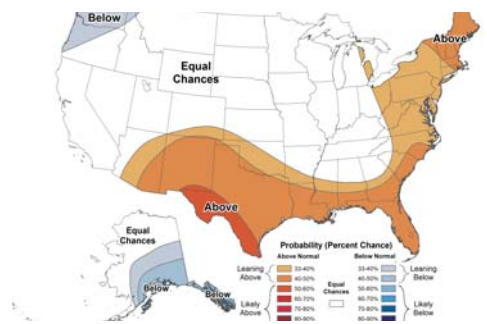 Below
Above
Equal
Chances
Above
Equal
Chances
Below
Below
Probability (Percent Chance)
Above Normal
Below Normal
Leaning
Above
33-40%
40-50%
50-60%
60-70%
70-80%
80-90%
Likely
Above
Equal
Chances
33-40%
40-50%
50-60%
60-70%
70-80%
80-90%
Leaning
Below
Likely
Below